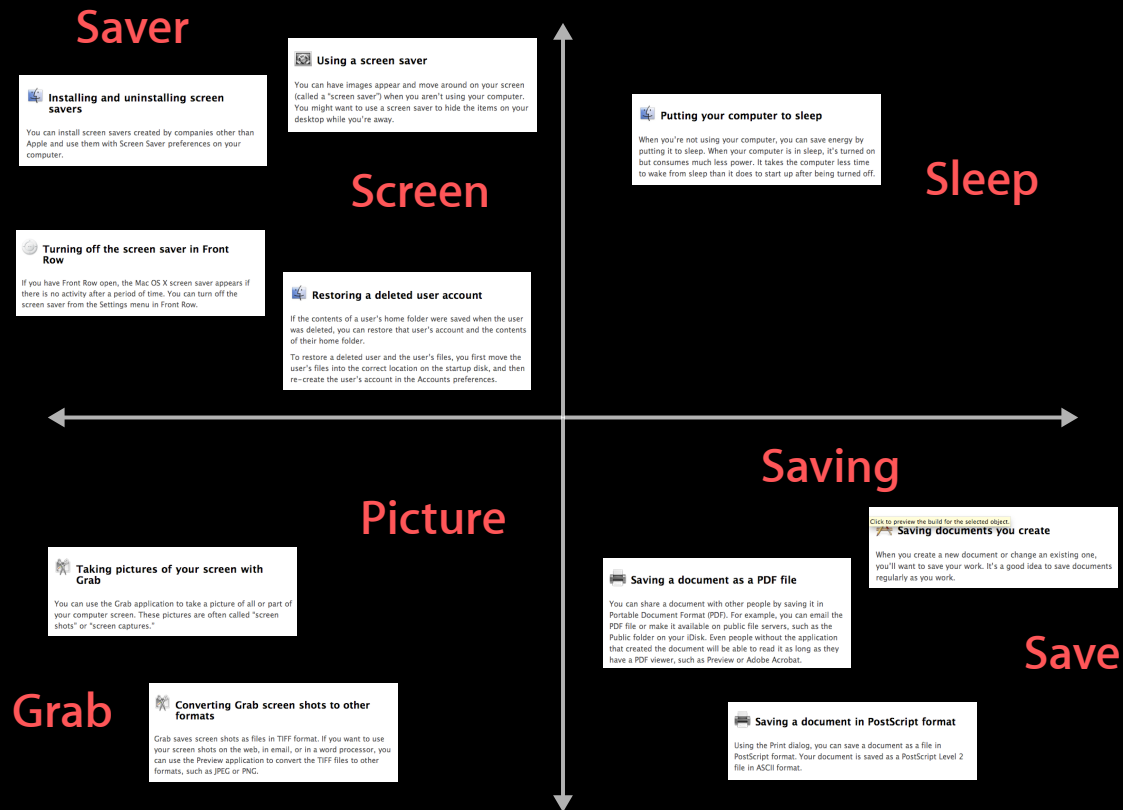 Saver
Using a screen saver
You can have images appear and move around on your screen
(called a “screen saver”) when you aren’t using your computer.
You might want to use a screen saver to hide the items on your
desktop while you’re away.
Installing and uninstalling screen
savers
You can install screen savers created by companies other than
Apple and use them with Screen Saver preferences on your
computer.
Putting your computer to sleep
When you’re not using your computer, you can save energy by
putting it to sleep. When your computer is in sleep, it’s turned on
but consumes much less power. It takes the computer less time
to wake from sleep than it does to start up after being turned off.
Screen
Sleep
Turning off the screen saver in Front
Row
If you have Front Row open, the Mac OS X screen saver appears if
there is no activity after a period of time. You can turn off the
screen saver from the Settings menu in Front Row.
Restoring a deleted user account
If the contents of a user’s home folder were saved when the user
was deleted, you can restore that user’s account and the contents
of their home folder.
To restore a deleted user and the user’s files, you first move the
user’s files into the correct location on the startup disk, and then
re-create the user’s account in the Accounts preferences.
Saving
Picture
Click to preview the build for the selected object.
Saving documents you create
When you create a new document or change an existing one,
you’ll want to save your work. It’s a good idea to save documents
regularly as you work.
Taking pictures of your screen with
Grab
You can use the Grab application to take a picture of all or part of
your computer screen. These pictures are often called “screen
shots” or “screen captures.”
Saving a document as a PDF file
You can share a document with other people by saving it in
Portable Document Format (PDF). For example, you can email the
PDF file or make it available on public file servers, such as the
Public folder on your iDisk. Even people without the application
that created the document will be able to read it as long as they
have a PDF viewer, such as Preview or Adobe Acrobat.
Save
Grab
Converting Grab screen shots to other
formats
Grab saves screen shots as files in TIFF format. If you want to use
your screen shots on the web, in email, or in a word processor, you
can use the Preview application to convert the TIFF files to other
formats, such as JPEG or PNG.
Saving a document in PostScript format
Using the Print dialog, you can save a document as a file in
PostScript format. Your document is saved as a PostScript Level 2
file in ASCII format.